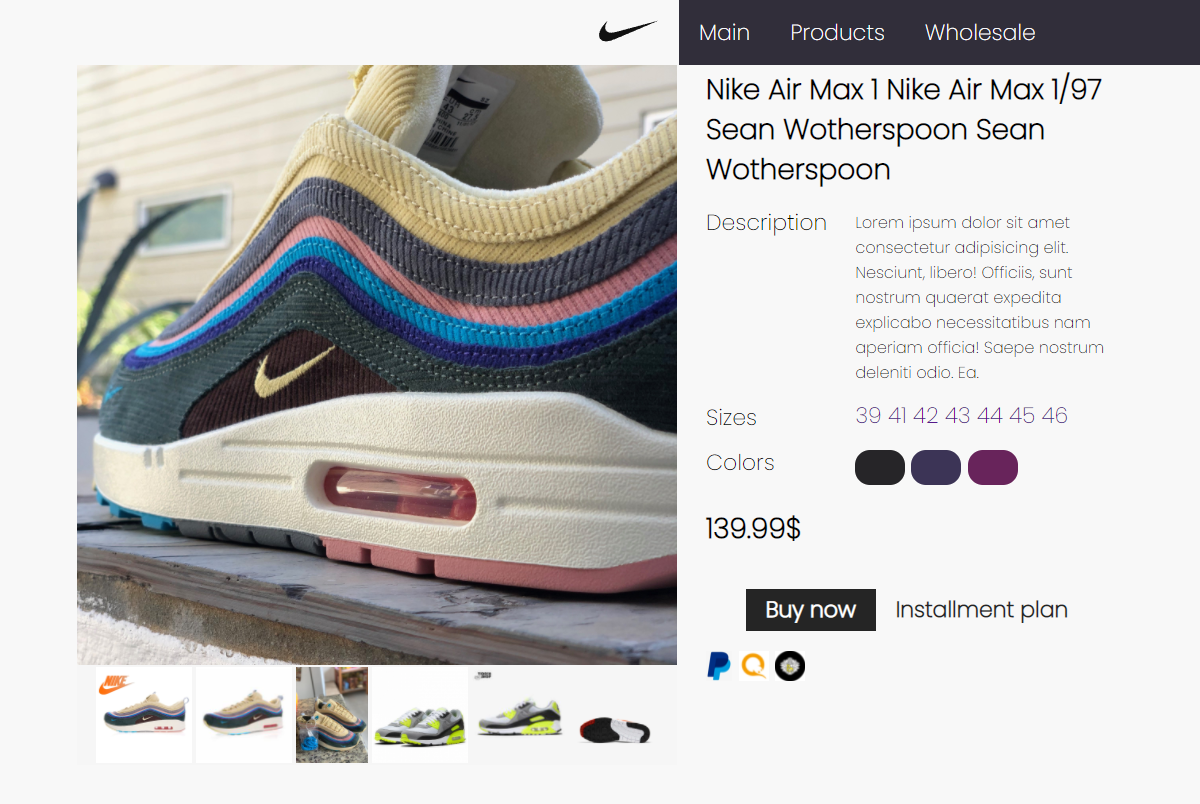 Main Products Wholesale
Nike Air Max 1 Nike Air Max 1/97
Sean Wotherspoon Sean
Wotherspoon
Description
Lorem ipsum dolor sit amet
consectetur adipisicing elit.
Nesciunt, libero! Officiis, sunt
nostrum quaerat expedita
explicabo necessitatibus nam
aperiam officia! Saepe nostrum
deleniti odio. Ea.
Sizes
39 41 42 43 44 45 46
Colors
139.99$
Buy now
Installment plan
NIKE